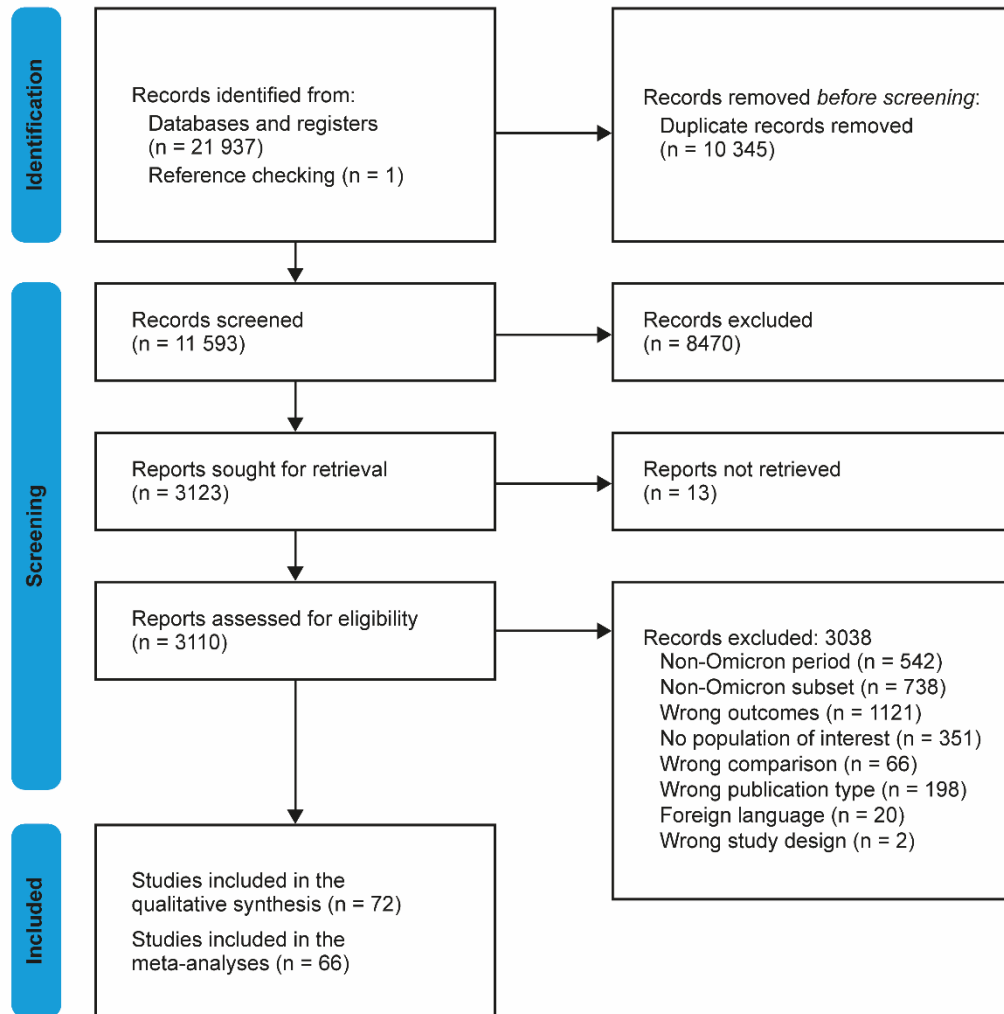 Identification
Records identified from:
Databases and registers
(n = 21 937)
Reference checking (n = 1)
Records removed before screening:
Duplicate records removed
(n = 10 345)
Screening
Records screened
(n = 11 593)
Records excluded
(n = 8470)
Reports sought for retrieval
(n = 3123)
Reports not retrieved
(n = 13)
Reports assessed for eligibility
(n = 3110)
Records excluded: 3038
Non-Omicron period (n = 542)
Non-Omicron subset (n = 738)
Wrong outcomes (n = 1121)
No population of interest (n = 351)
Wrong comparison (n = 66)
Wrong publication type (n = 198)
Foreign language (n = 20)
Wrong study design (n = 2)
Included
Studies included in the
qualitative synthesis (n = 72)
Studies included in the
meta-analyses (n = 66)